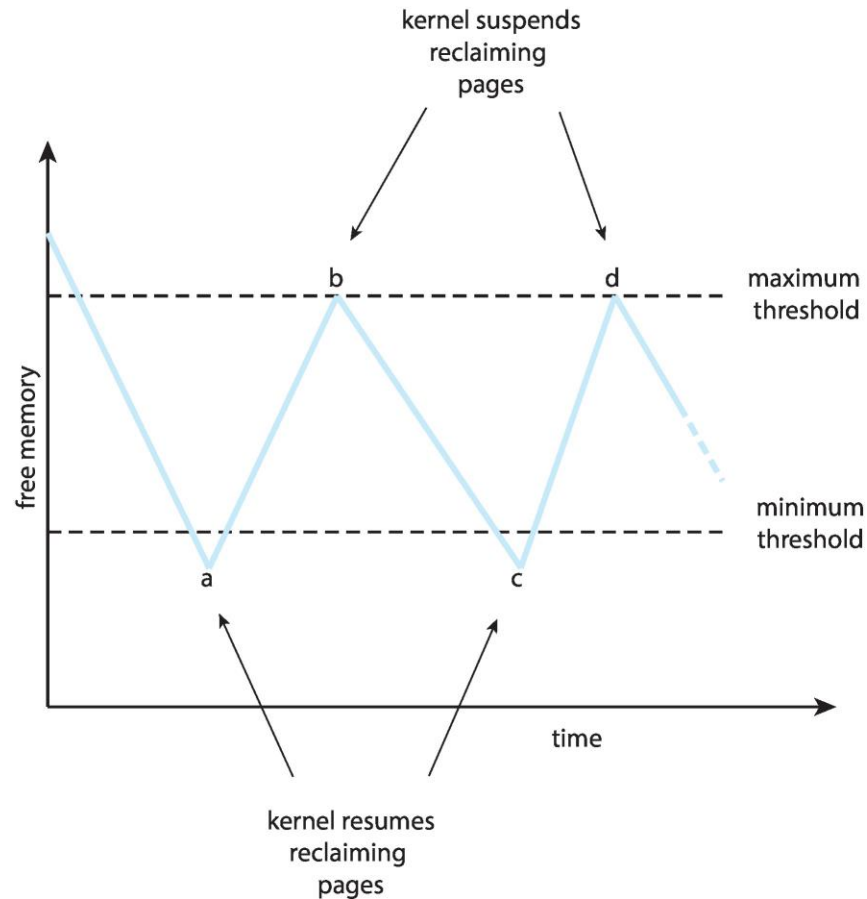 kernel suspends
reclaiming
pages
b
d
maximum
threshold
free memory
minimum
threshold
a
c
time
kernel resumes
reclaiming
pages